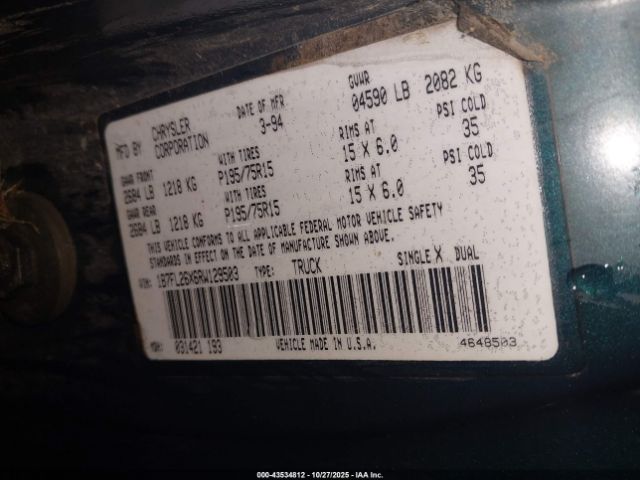 MFD BY CHRYSLER CORPORATION DATE OF MFR 3-94 GVWR 04590 LB 2082 KG
GAWR FRONT WITH TIRES RIMS AT PSI COLD
2684 LB 1218 KG P195/75R15 15 X 6.0 35
GAWR REAR WITH TIRES RIMS AT PSI COLD
2684 LB 1218 KG P195/75R15 15 X 6.0 35
THIS VEHICLE CONFORMS TO ALL APPLICABLE FEDERAL MOTOR VEHICLE SAFETY
STANDARDS IN EFFECT ON THE DATE OF MANUFACTURE SHOWN ABOVE.
VIN: 1B7FL26X6RW129503 TYPE: TRUCK SINGLE X DUAL
MDH: 031421 193 VEHICLE MADE IN U.S.A. 4648503
000-43534812 - 10/27/2025 - IAA Inc.